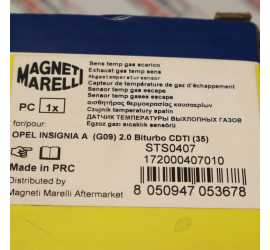 Sens temp gas scarico
Exhaust gas temp sens
Abgastemperatursensor
Capteur de température de gas d'échappement
Sensor temp gas escape
Sensor temp gases escape
αισθητήρας θερμοκρασίας καυσαερίων
Czujnik temperatury spalin
ДАТЧИК ТЕМПЕРАТУРЫ ВЫХЛОПНЫХ ГАЗОВ
Egzoz gazi sicaklik sensörü
MAGNETI
MARELLI
PC 1x
for/pour:
OPEL INSIGNIA A (G09) 2.0 Biturbo CDTI (35)
STS0407
172000407010
Made in PRC
Distributed by
Magneti Marelli Aftermarket
8 050947 053678